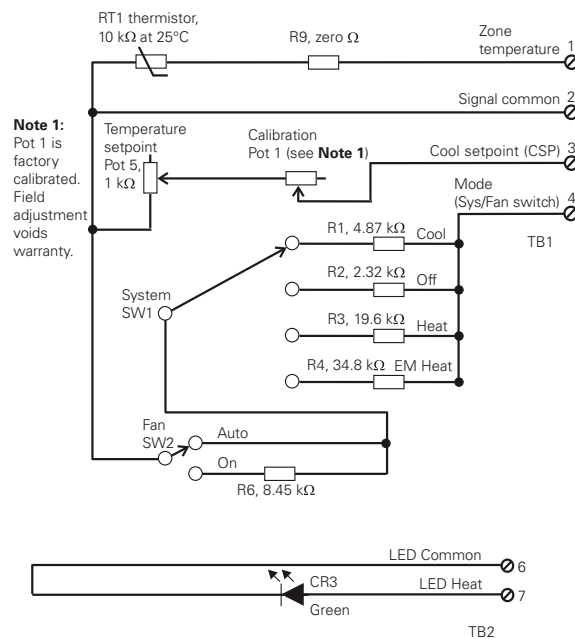 RT1 thermistor,
10 kΩ at 25°C
R9, zero Ω
Zone
temperature
1
Signal common
2
Note 1:
Pot 1 is
factory
calibrated.
Field
adjustment
voids
warranty.
Temperature
setpoint
Pot 5,
1 kΩ
Calibration
Pot 1 (see Note 1)
Cool setpoint (CSP)
3
Mode
(Sys/Fan switch)
4
TB1
R1, 4.87 kΩ
Cool
R2, 2.32 kΩ
Off
System
SW1
R3, 19.6 kΩ
Heat
R4, 34.8 kΩ
EM Heat
Fan
SW2
Auto
On
R6, 8.45 kΩ
LED Common
6
CR3
LED Heat
7
Green
TB2